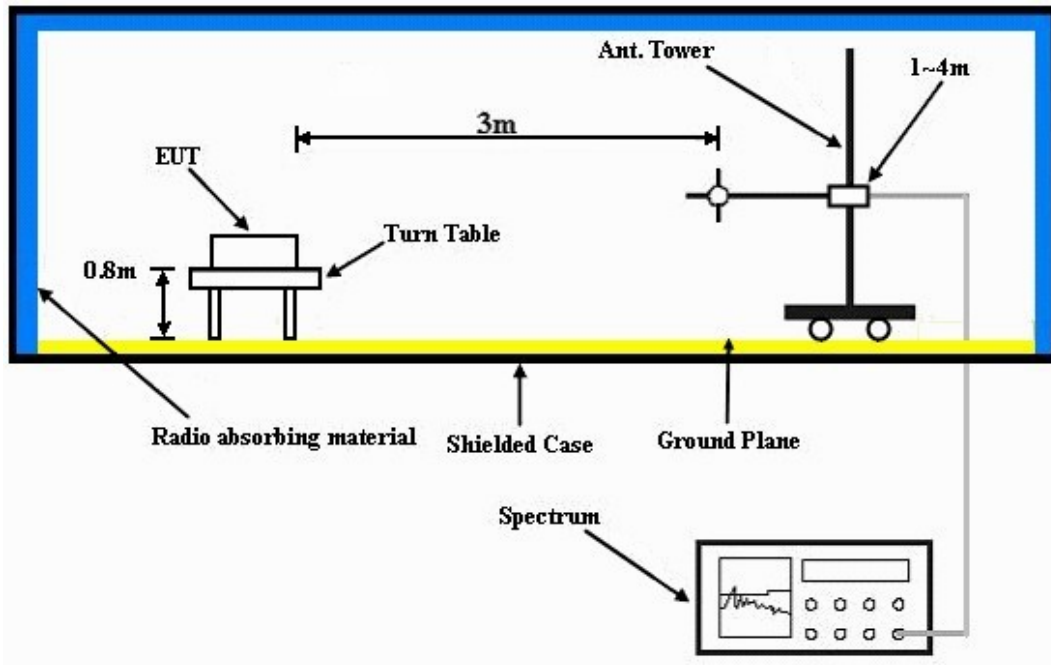 Ant. Tower
1~4m
3m
EUT
Turn Table
0.8m
Radio absorbing material
Shielded Case
Ground Plane
Spectrum